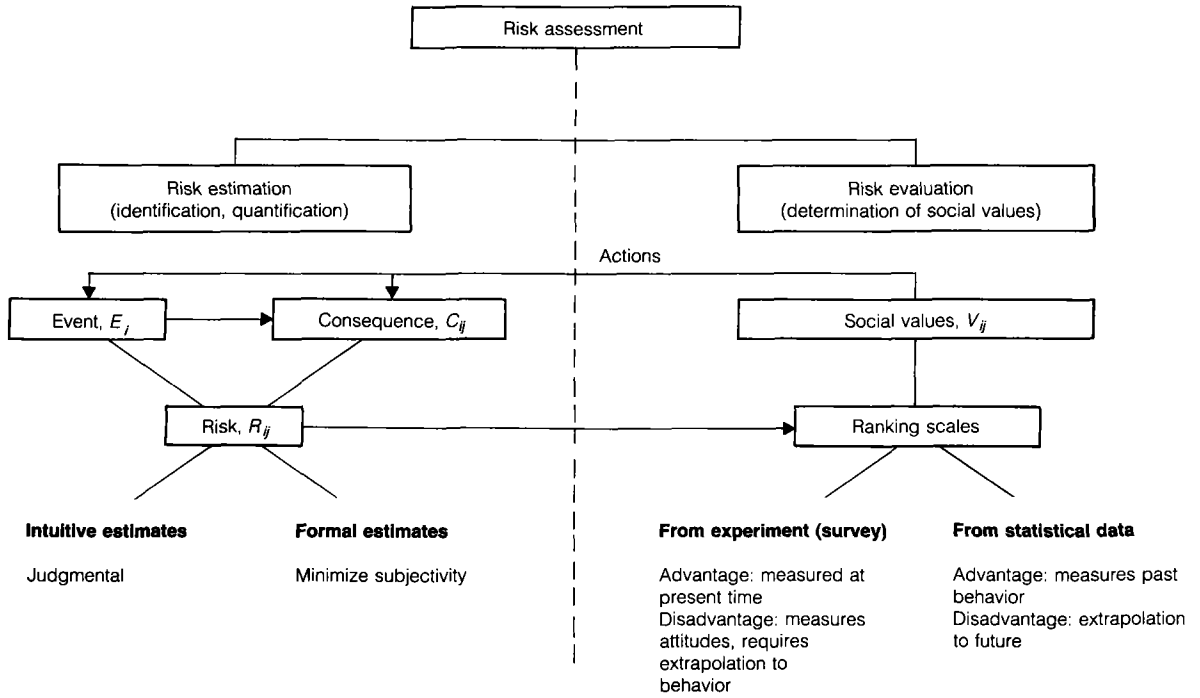 Risk assessment
Risk estimation
(identification, quantification)
Risk evaluation
(determination of social values)
Actions
Event, E_i
Consequence, C_ij
Social values, V_ij
Risk, R_ij
Ranking scales
Intuitive estimates
Judgmental
Formal estimates
Minimize subjectivity
From experiment (survey)
Advantage: measured at
present time
Disadvantage: measures
attitudes, requires
extrapolation to
behavior
From statistical data
Advantage: measures past
behavior
Disadvantage: extrapolation
to future